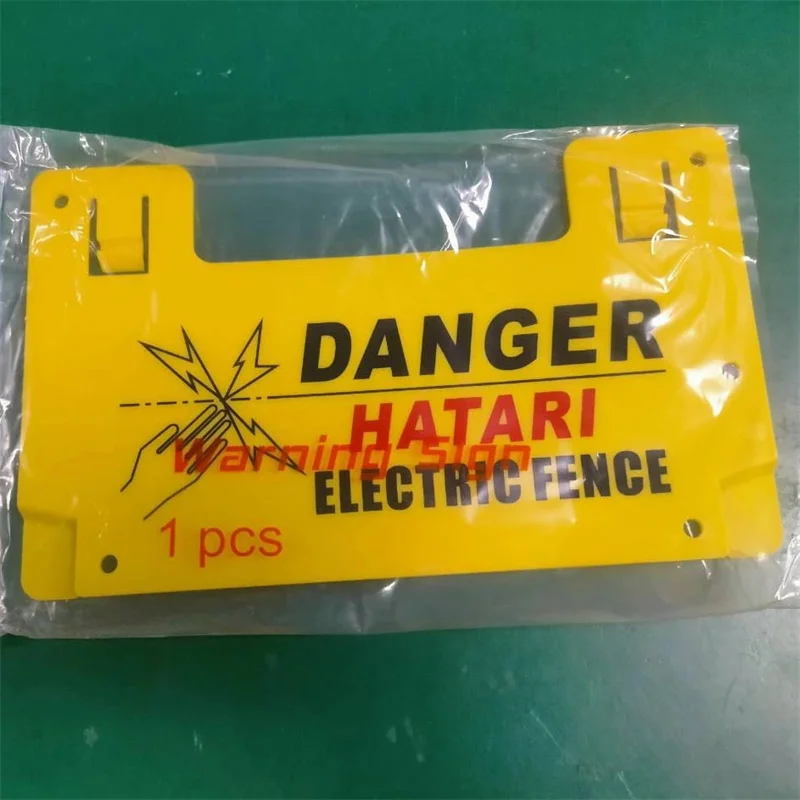 DANGER
HATARI
Warning Sign
ELECTRIC FENCE
1 pcs